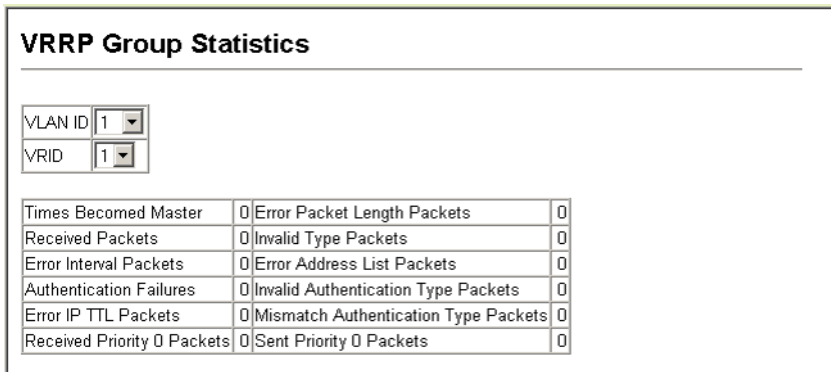 VRRP Group Statistics
VLAN ID 1
VRID 1
Times Becomed Master 0 Error Packet Length Packets 0
Received Packets 0 Invalid Type Packets 0
Error Interval Packets 0 Error Address List Packets 0
Authentication Failures 0 Invalid Authentication Type Packets 0
Error IP TTL Packets 0 Mismatch Authentication Type Packets 0
Received Priority 0 Packets 0 Sent Priority 0 Packets 0